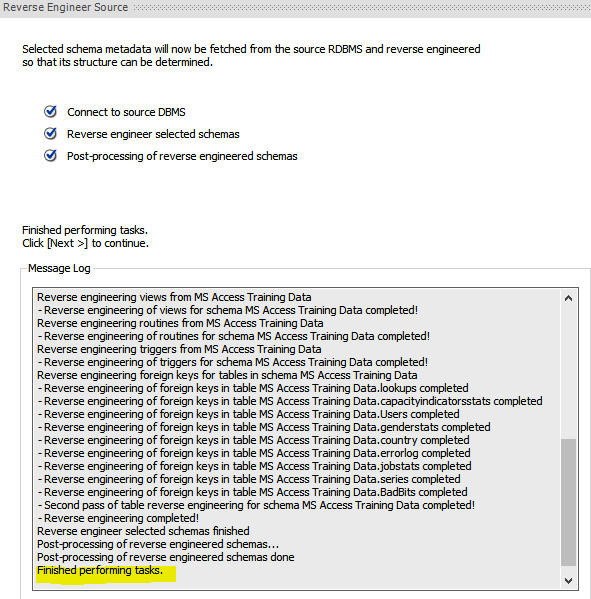 Reverse Engineer Source
Selected schema metadata will now be fetched from the source RDBMS and reverse engineered
so that its structure can be determined.
Connect to source DBMS
Reverse engineer selected schemas
Post-processing of reverse engineered schemas
Finished performing tasks.
Click [Next >] to continue.
Message Log
Reverse engineering views from MS Access Training Data
- Reverse engineering of views for schema MS Access Training Data completed!
Reverse engineering routines from MS Access Training Data
- Reverse engineering of routines for schema MS Access Training Data completed!
Reverse engineering triggers from MS Access Training Data
- Reverse engineering of triggers for schema MS Access Training Data completed!
Reverse engineering foreign keys for tables in schema MS Access Training Data
- Reverse engineering of foreign keys in table MS Access Training Data.lookups completed
- Reverse engineering of foreign keys in table MS Access Training Data.capacityindicatorsstats completed
- Reverse engineering of foreign keys in table MS Access Training Data.Users completed
- Reverse engineering of foreign keys in table MS Access Training Data.genderstats completed
- Reverse engineering of foreign keys in table MS Access Training Data.country completed
- Reverse engineering of foreign keys in table MS Access Training Data.errorlog completed
- Reverse engineering of foreign keys in table MS Access Training Data.jobstats completed
- Reverse engineering of foreign keys in table MS Access Training Data.series completed
- Reverse engineering of foreign keys in table MS Access Training Data.BadBits completed
- Second pass of table reverse engineering for schema MS Access Training Data completed!
- Reverse engineering completed!
Reverse engineer selected schemas finished
Post-processing of reverse engineered schemas...
Post-processing of reverse engineered schemas done
Finished performing tasks.